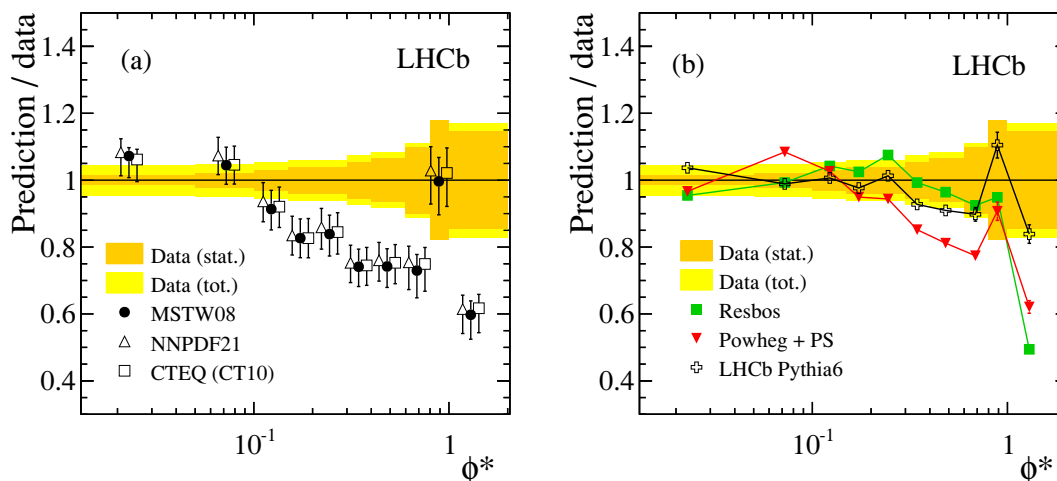 Prediction / data
1.4
1.2
1
0.8
0.6
0.4
(a)
LHCb
Data (stat.)
Data (tot.)
MSTW08
NNPDF21
CTEQ (CT10)
10⁻¹
1
ϕ*
Prediction / data
1.4
1.2
1
0.8
0.6
0.4
(b)
LHCb
Data (stat.)
Data (tot.)
Resbos
Powheg + PS
LHCb Pythia6
10⁻¹
1
ϕ*